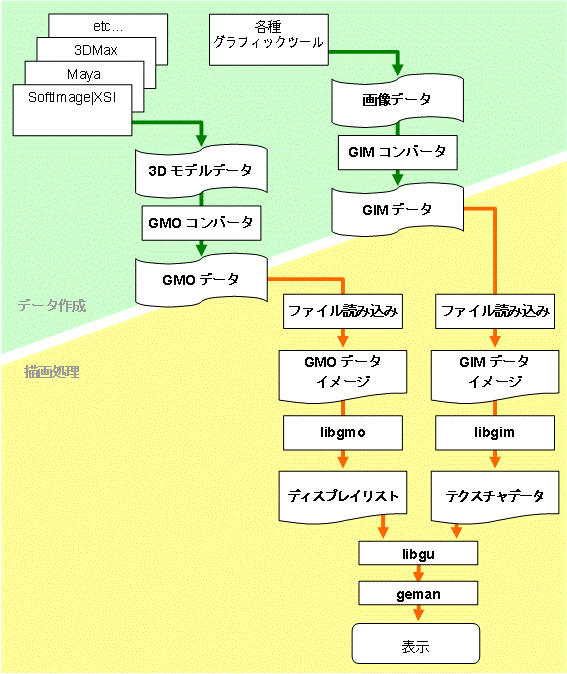 etc...
3DMax
Maya
SoftImage|XSI
各種
グラフィックツール
画像データ
GIM コンバータ
3D モデルデータ
GIM データ
GMO コンバータ
GMO データ
データ作成
描画処理
ファイル読み込み
ファイル読み込み
GMO データ
イメージ
GIM データ
イメージ
libgmo
libgim
ディスプレイリスト
テクスチャデータ
libgu
geman
表示